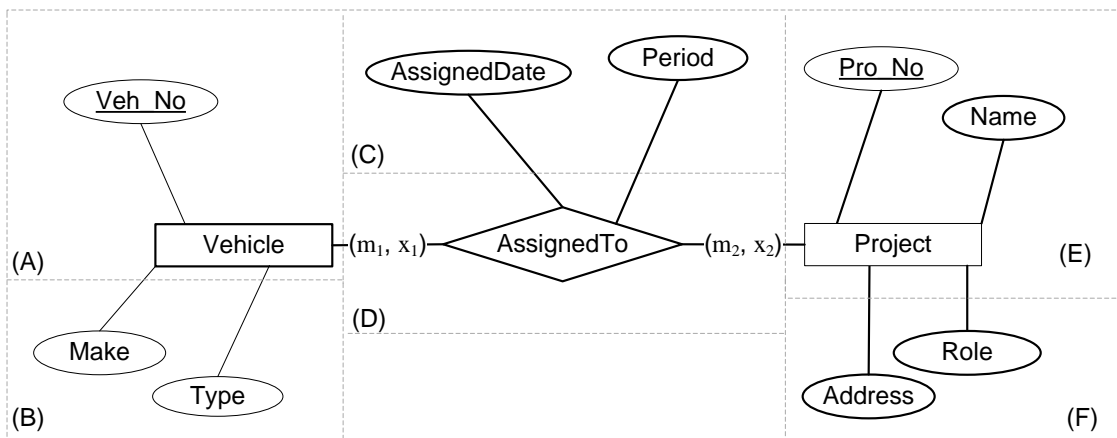 AssignedDate
Period
Pro_No
Veh_No
Name
(C)
Vehicle
(m₁, x₁)
AssignedTo
(m₂, x₂)
Project
(A)
(E)
(D)
Make
Role
Type
Address
(B)
(F)